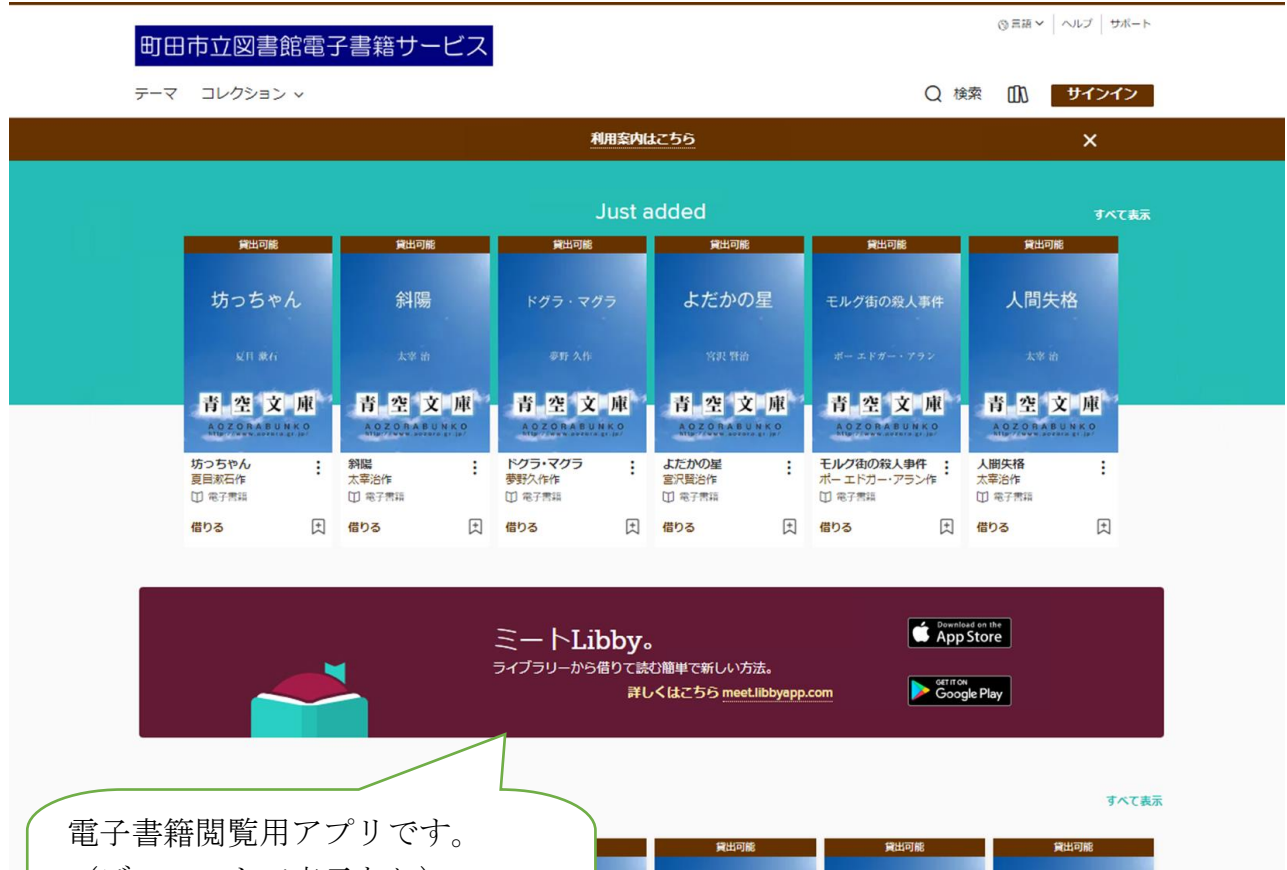 言語 ヘルプ サポート
町田市立図書館電子書籍サービス
テーマ コレクション 検索 サインイン
利用案内はこちら
Just added すべて表示
貸出可能 貸出可能 貸出可能 貸出可能 貸出可能 貸出可能
坊っちゃん 斜陽 ドグラ・マグラ よだかの星 モルグ街の殺人事件 人間失格
夏目 漱石 太宰 治 夢野 久作 宮沢 賢治 ポー エドガー・アラン 太宰 治
青空文庫 青空文庫 青空文庫 青空文庫 青空文庫 青空文庫
AOZORABUNKO AOZORABUNKO AOZORABUNKO AOZORABUNKO AOZORABUNKO AOZORABUNKO
坊っちゃん 斜陽 ドグラ・マグラ よだかの星 モルグ街の殺人事件 人間失格
夏目漱石作 太宰治作 夢野久作作 宮沢賢治作 ポー エドガー・アラン作 太宰治作
電子書籍 電子書籍 電子書籍 電子書籍 電子書籍 電子書籍
借りる 借りる 借りる 借りる 借りる 借りる
ミートLibby。
ライブラリーから借りて読む簡単で新しい方法。
詳しくはこちら meet.libbyapp.com
Download on the
App Store
GET IT ON
Google Play
すべて表示
電子書籍閲覧用アプリです。
貸出可能 貸出可能 貸出可能